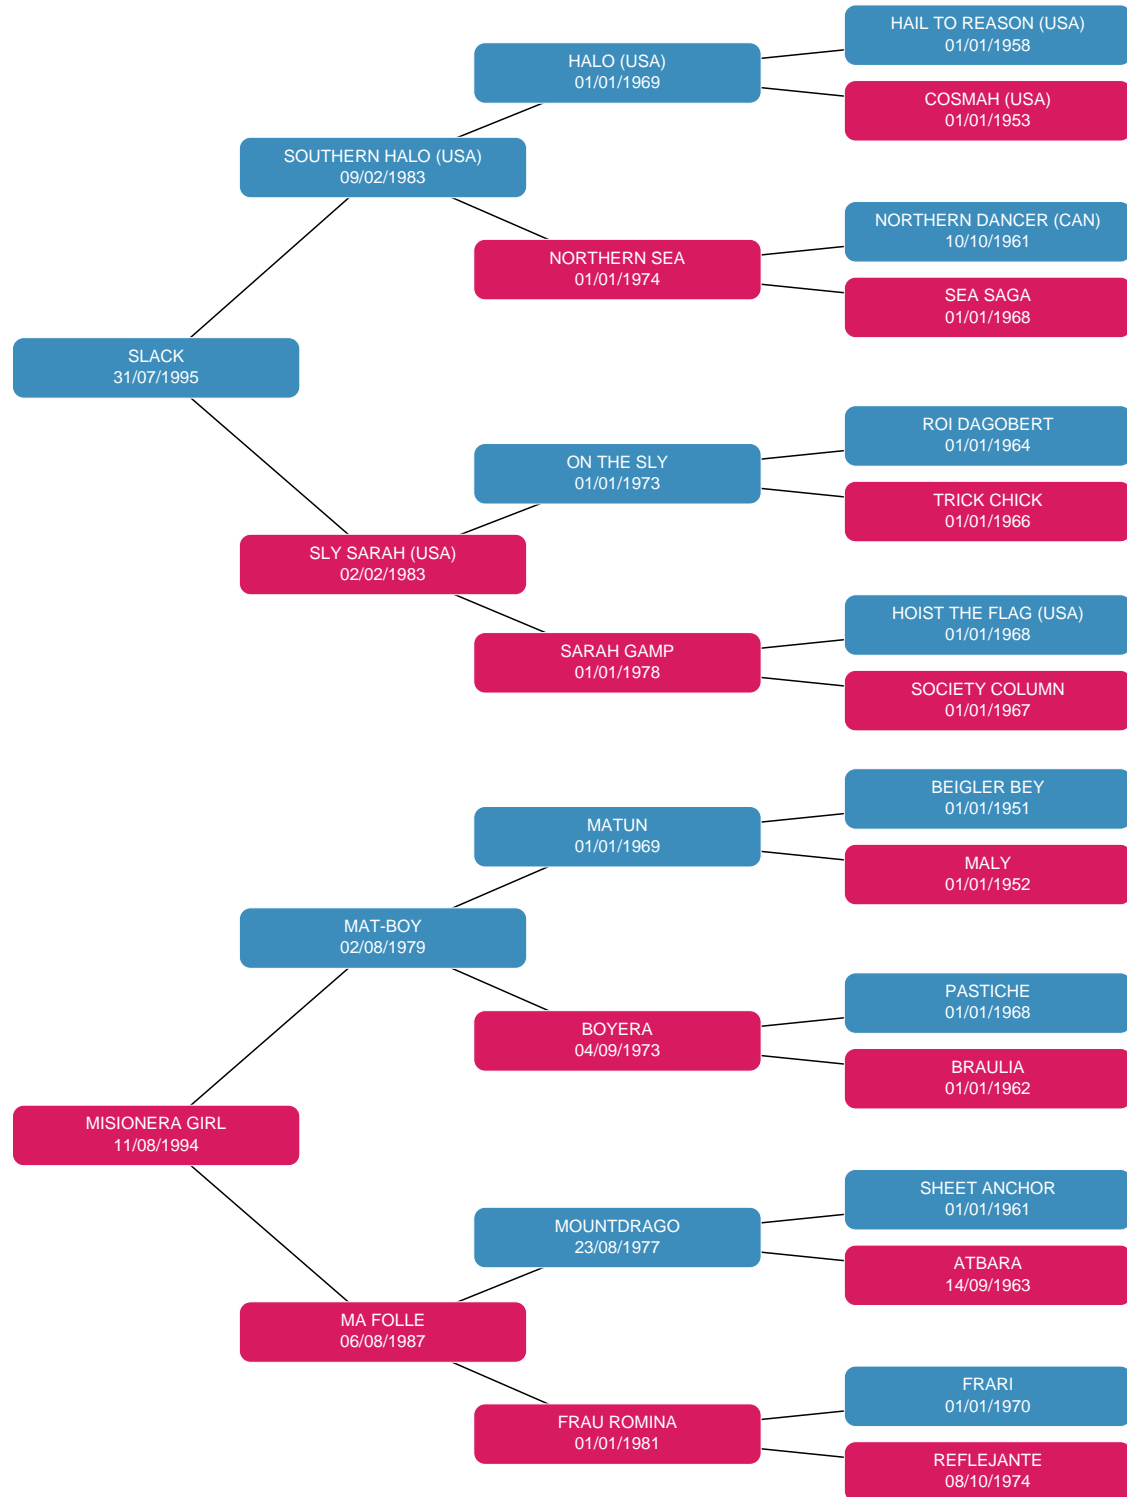 HAIL TO REASON (USA)
01/01/1958
HALO (USA)
01/01/1969
COSMAH (USA)
01/01/1953
SOUTHERN HALO (USA)
09/02/1983
NORTHERN DANCER (CAN)
10/10/1961
NORTHERN SEA
01/01/1974
SEA SAGA
01/01/1968
SLACK
31/07/1995
ROI DAGOBERT
01/01/1964
ON THE SLY
01/01/1973
TRICK CHICK
01/01/1966
SLY SARAH (USA)
02/02/1983
HOIST THE FLAG (USA)
01/01/1968
SARAH GAMP
01/01/1978
SOCIETY COLUMN
01/01/1967
BEIGLER BEY
01/01/1951
MATUN
01/01/1969
MALY
01/01/1952
MAT-BOY
02/08/1979
PASTICHE
01/01/1968
BOYERA
04/09/1973
BRAULIA
01/01/1962
MISIONERA GIRL
11/08/1994
SHEET ANCHOR
01/01/1961
MOUNTDRAGO
23/08/1977
ATBARA
14/09/1963
MA FOLLE
06/08/1987
FRARI
01/01/1970
FRAU ROMINA
01/01/1981
REFLEJANTE
08/10/1974